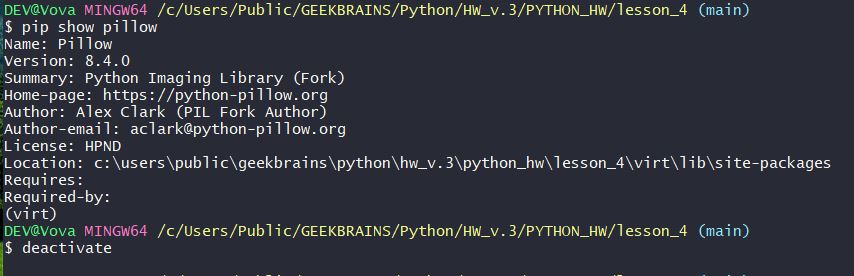 DEV@Vova MINGW64 /c/Users/Public/GEEKBRAINS/Python/HW_v.3/PYTHON_HW/lesson_4 (main)
$ pip show pillow
Name: Pillow
Version: 8.4.0
Summary: Python Imaging Library (Fork)
Home-page: https://python-pillow.org
Author: Alex Clark (PIL Fork Author)
Author-email: aclark@python-pillow.org
License: HPND
Location: c:\users\public\geekbrains\python\hw_v.3\python_hw\lesson_4\virt\lib\site-packages
Requires:
Required-by:
(virt)
DEV@Vova MINGW64 /c/Users/Public/GEEKBRAINS/Python/HW_v.3/PYTHON_HW/lesson_4 (main)
$ deactivate